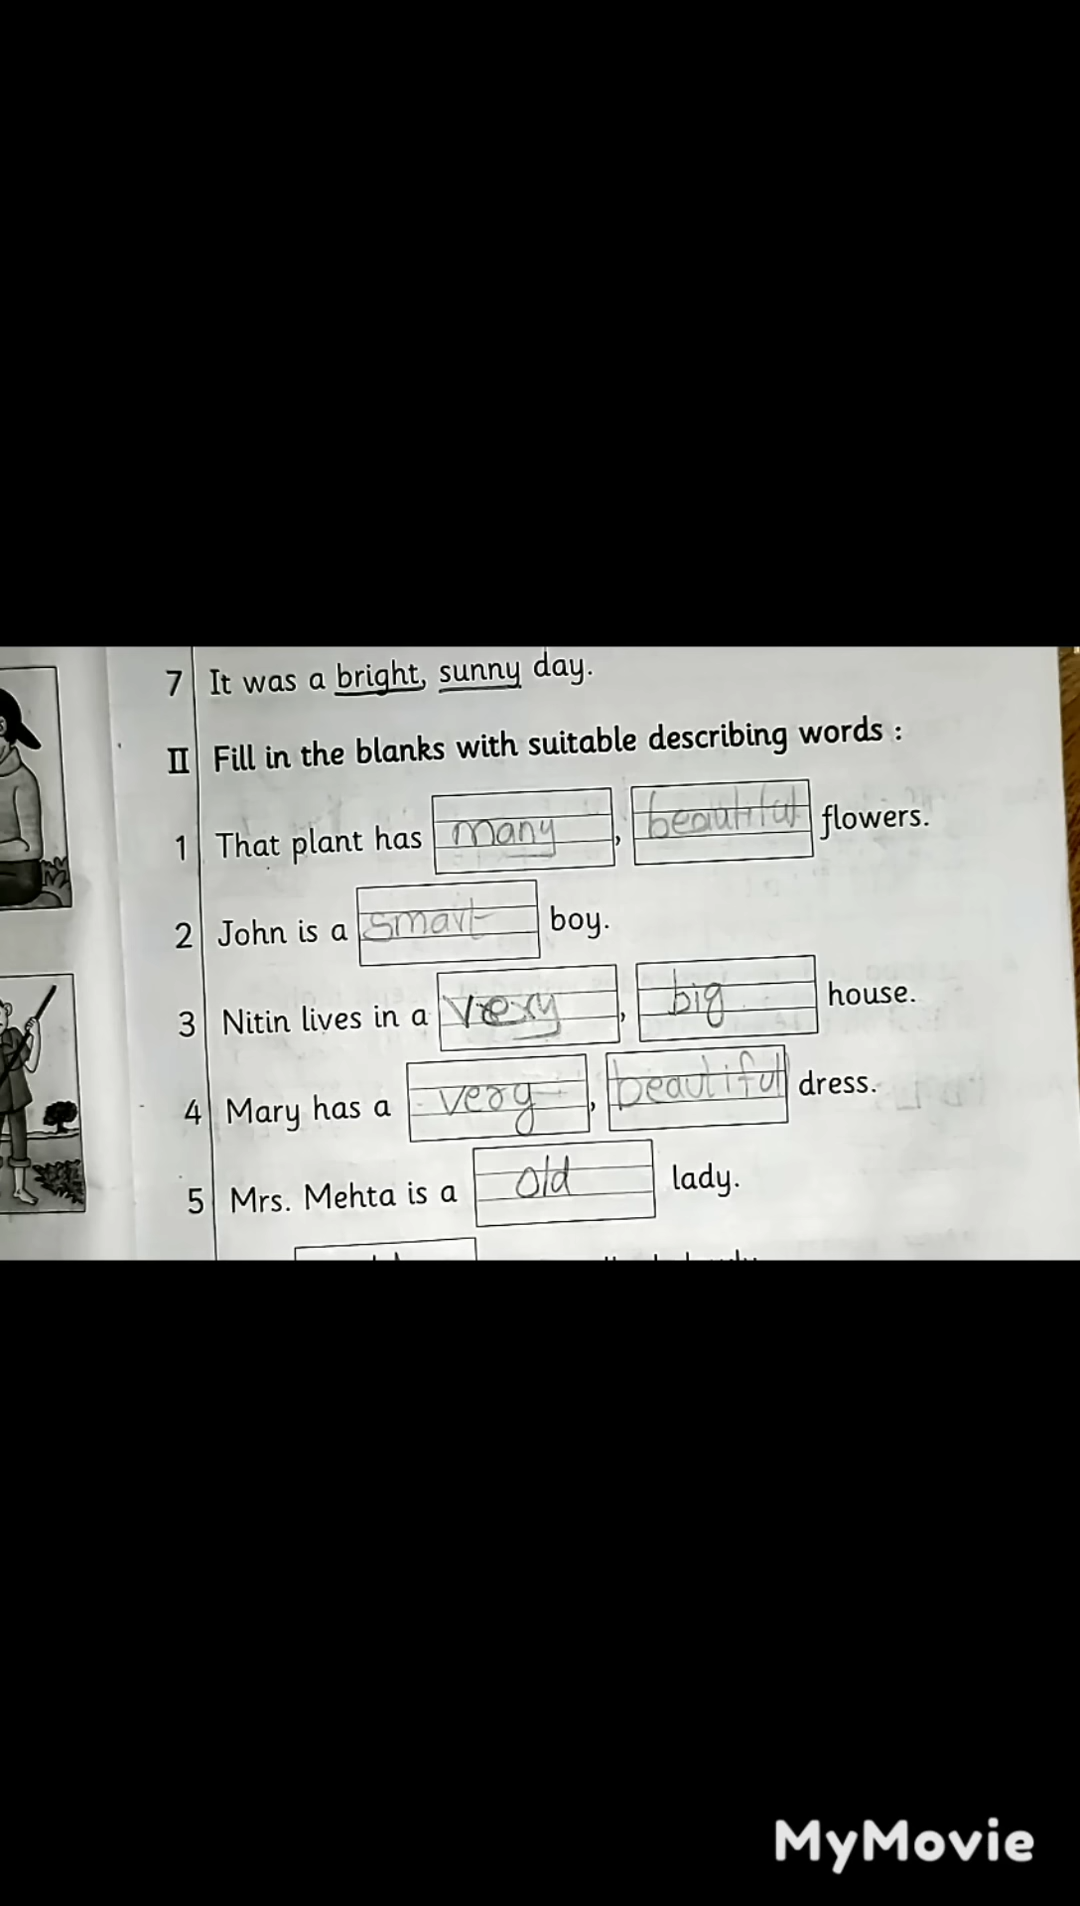 7 It was a bright, sunny day.
II Fill in the blanks with suitable describing words :
1 That plant has many, beautiful flowers.
2 John is a smart boy.
3 Nitin lives in a very, big house.
4 Mary has a very, beautiful dress.
5 Mrs. Mehta is a old lady.
MyMovie